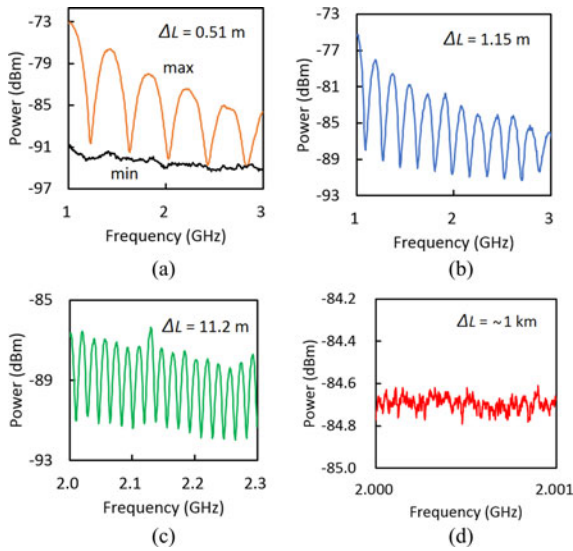 -73
-79
-85
-91
-97
Power (dBm)
ΔL = 0.51 m
max
min
1
2
3
Frequency (GHz)
(a)
-73
-77
-81
-85
-89
-93
Power (dBm)
ΔL = 1.15 m
1
2
3
Frequency (GHz)
(b)
-85
-89
-93
Power (dBm)
ΔL = 11.2 m
2.0
2.1
2.2
2.3
Frequency (GHz)
(c)
-84.2
-84.4
-84.6
-84.8
-85.0
Power (dBm)
ΔL = ~1 km
2.000
2.001
Frequency (GHz)
(d)